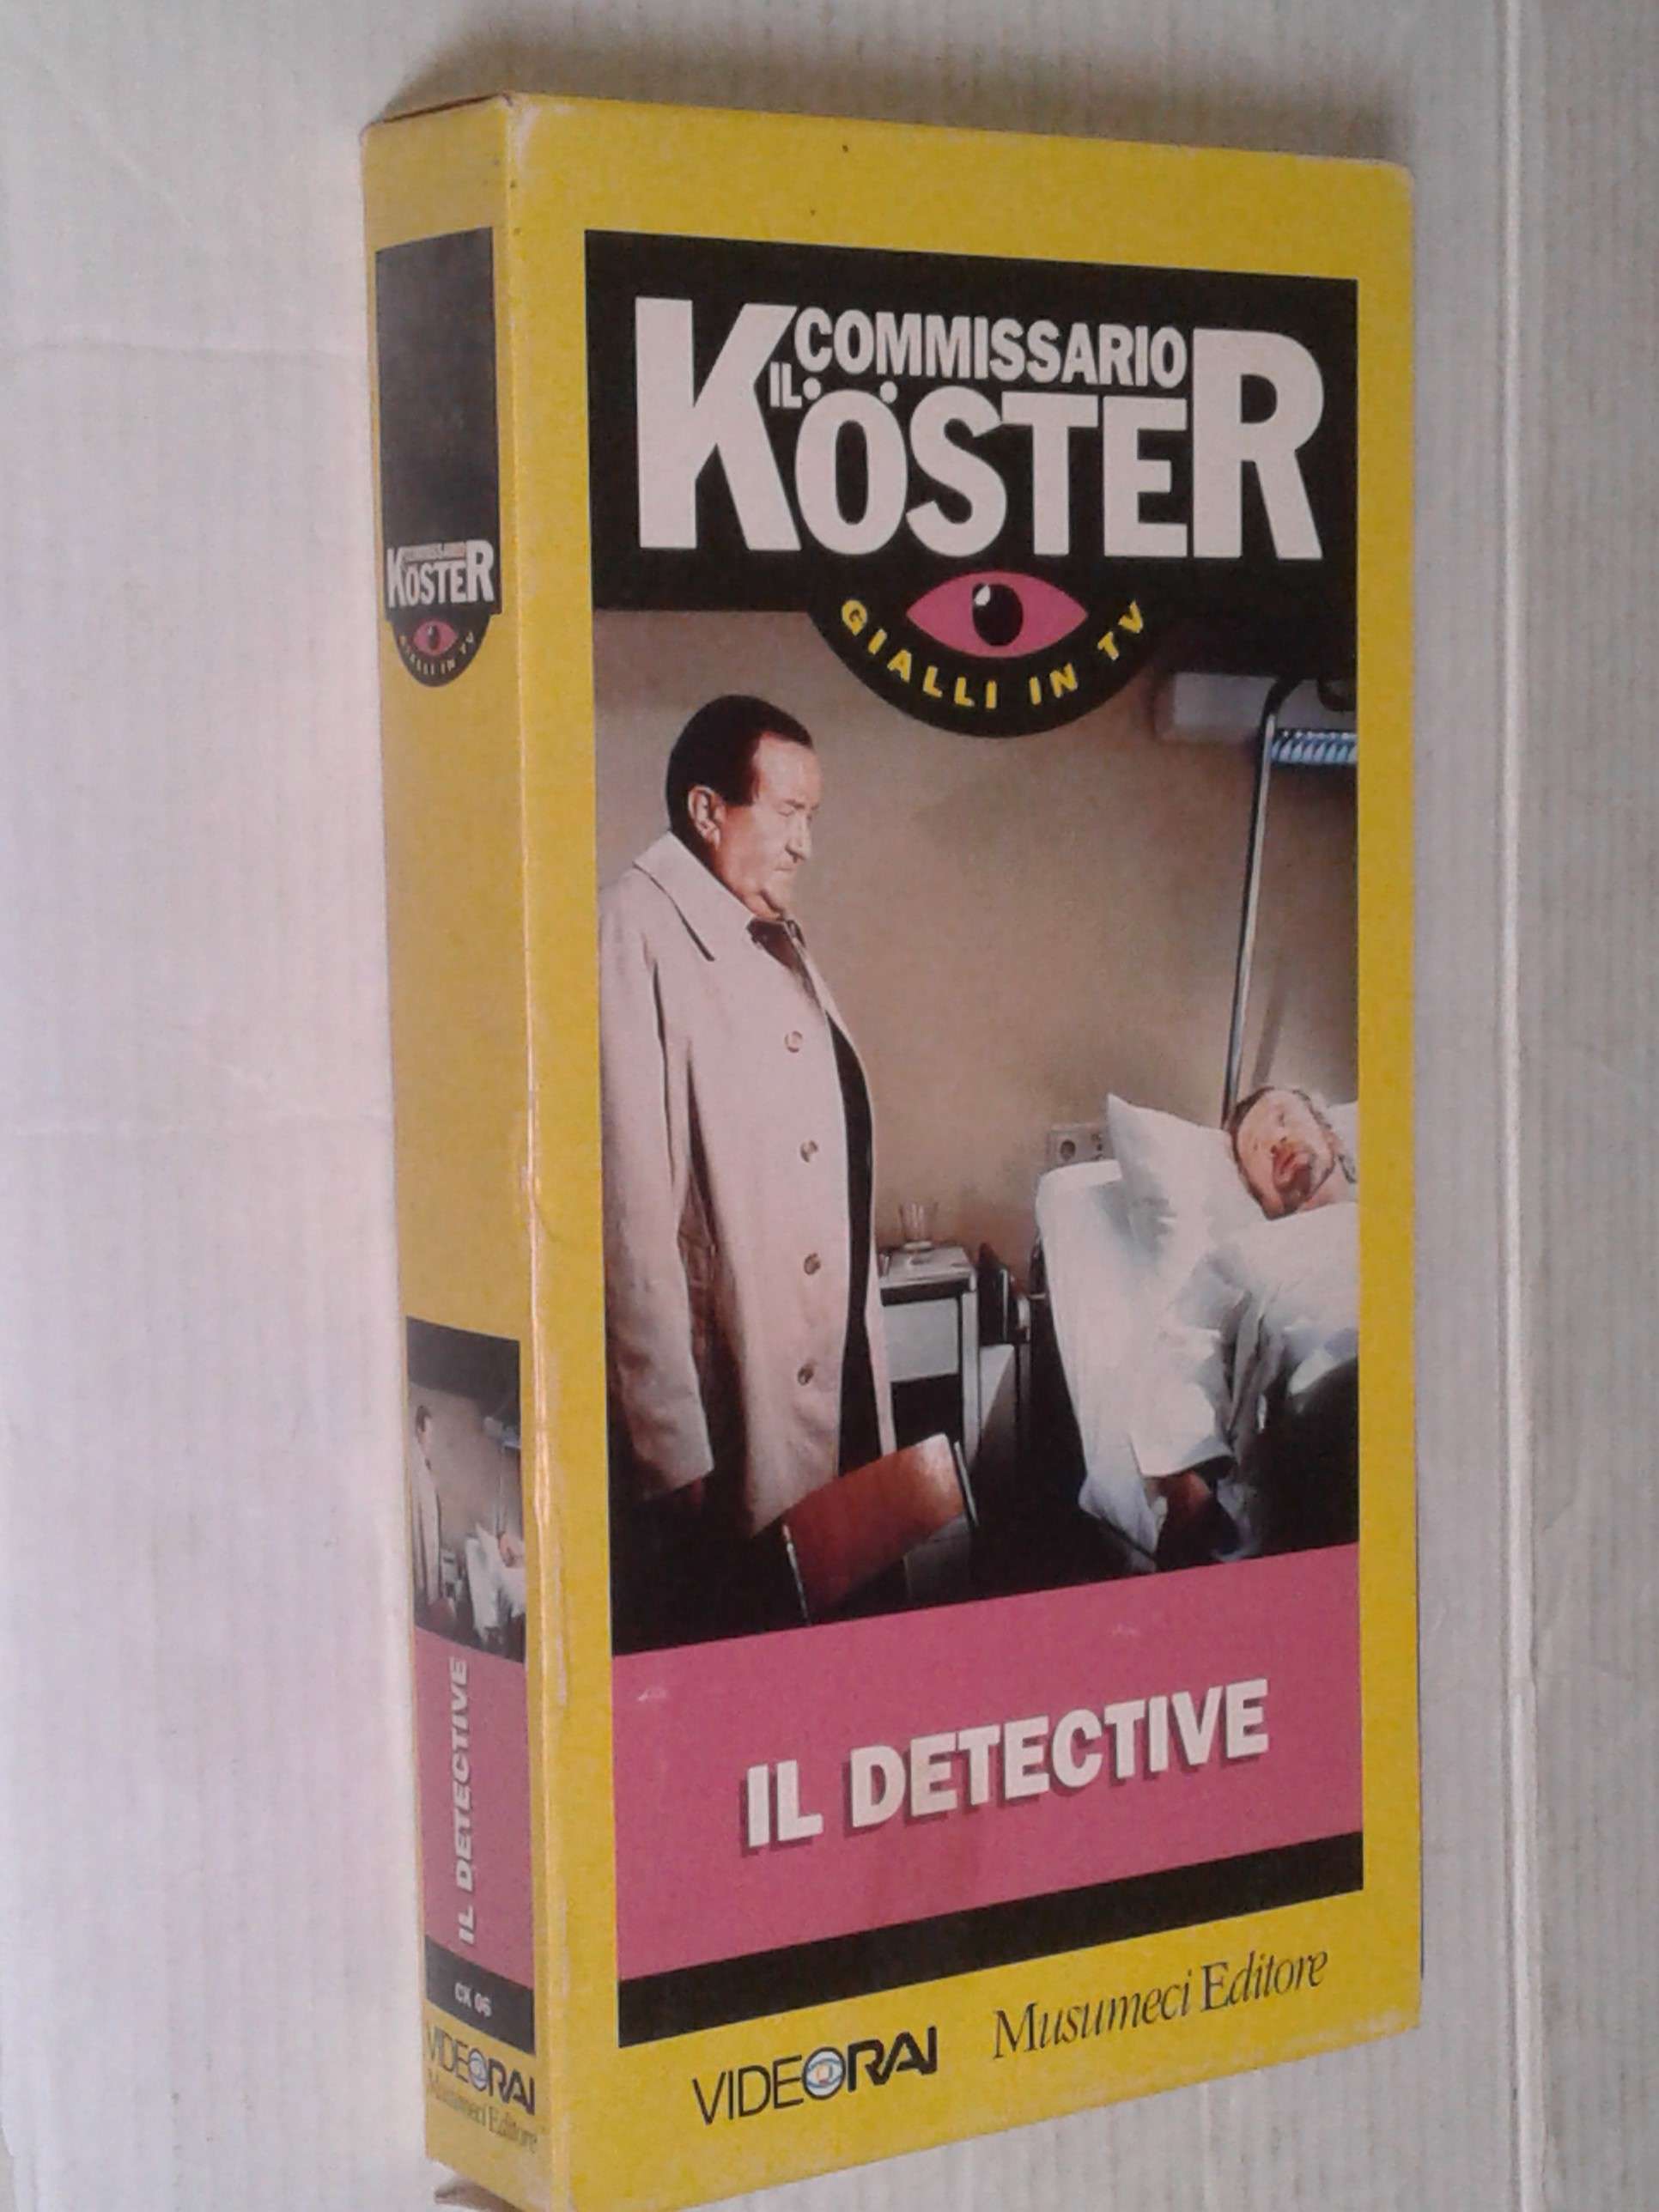 IL COMMISSARIO
KÖSTER
GIALLI IN TV
IL DETECTIVE
VIDEORAI
Musumeci Editore
COMMISSARIO
KÖSTER
GIALLI IN TV
IL DETECTIVE
CK 06
VIDEORAI
Musumeci Editore